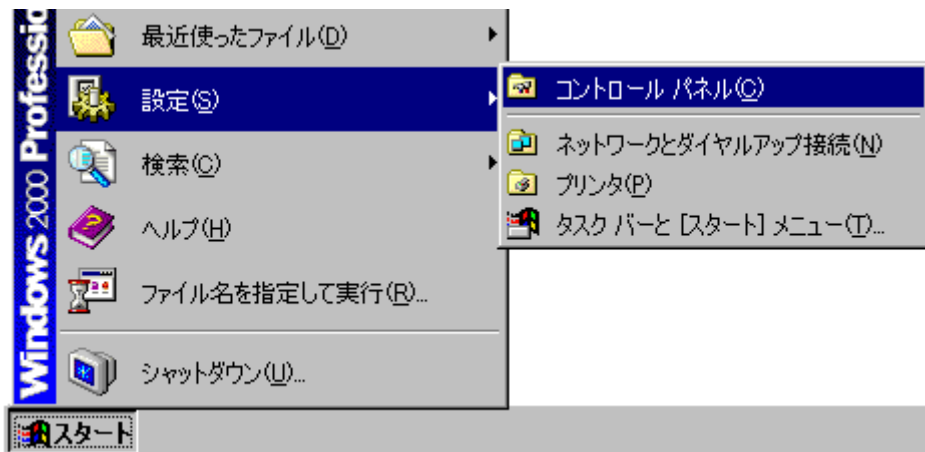 Windows 2000 Professio
最近使ったファイル(D)
設定(S)
検索(C)
ヘルプ(H)
ファイル名を指定して実行(R)...
シャットダウン(U)...
コントロール パネル(C)
ネットワークとダイヤルアップ接続(N)
プリンタ(P)
タスク バーと [スタート] メニュー(T)...
スタート